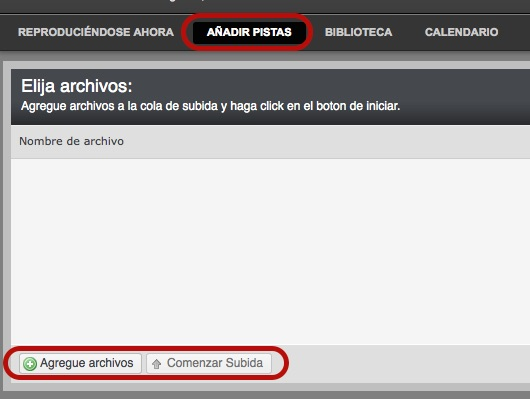 REPRODUCIÉNDOSE AHORA AÑADIR PISTAS BIBLIOTECA CALENDARIO
Elija archivos:
Agregue archivos a la cola de subida y haga click en el boton de iniciar.
Nombre de archivo
Agregue archivos Comenzar Subida